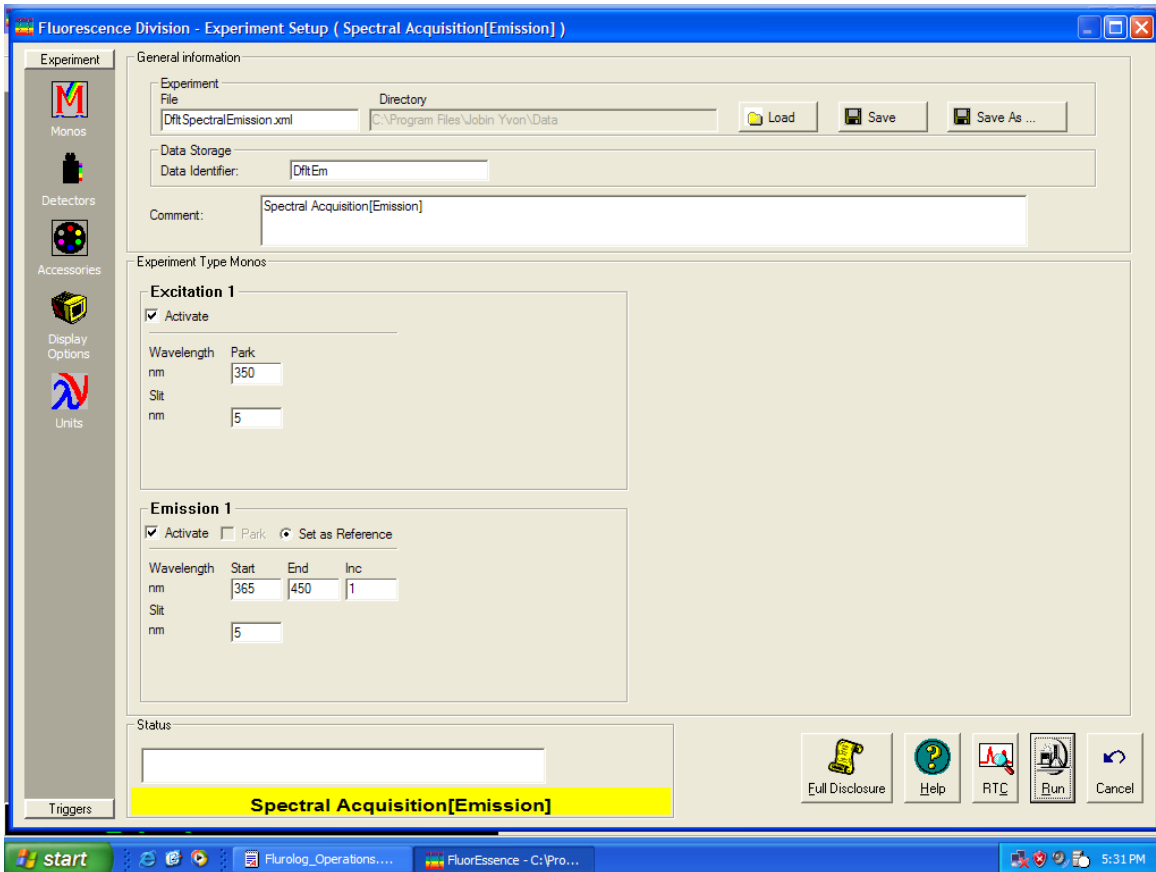 Fluorescence Division - Experiment Setup ( Spectral Acquisition[Emission] )
Experiment
Monos
Detectors
Accessories
Display
Options
Units
Triggers
General information
Experiment
File Directory
DfltSpectralEmission.xml C:\Program Files\Jobin Yvon\Data Load Save Save As ...
Data Storage
Data Identifier: DfltEm
Comment: Spectral Acquisition[Emission]
Experiment Type Monos
Excitation 1
Activate
Wavelength Park
nm 350
Slit
nm 5
Emission 1
Activate Park Set as Reference
Wavelength Start End Inc
nm 365 450 1
Slit
nm 5
Status
Spectral Acquisition[Emission]
Full Disclosure Help RTC Run Cancel
start Flurolog_Operations.... FluorEssence - C:\Pro... 5:31 PM